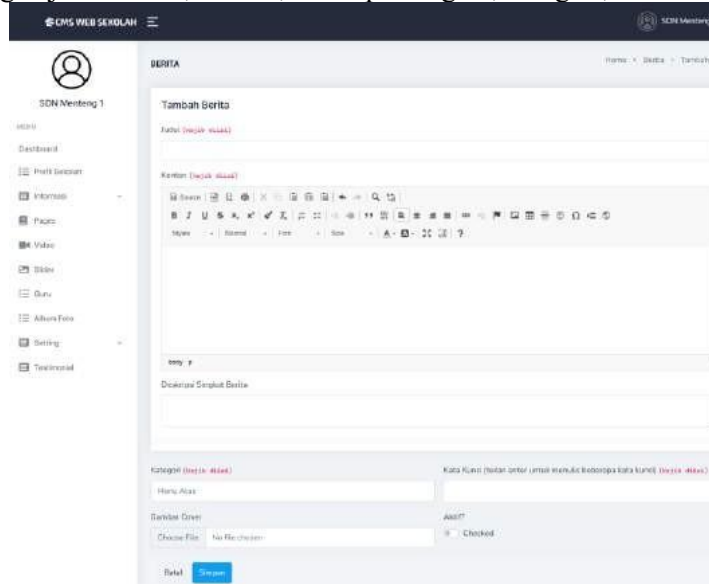 CMS WEB SEKOLAH
SDN Menteng
SDN Menteng 1
MENU
Dashboard
Profil Sekolah
Informasi
Pages
Video
Slides
Guru
Album Foto
Setting
Testimonial
BERITA
Home
Berita
Tambah
Tambah Berita
Judul (wajib diisi)
Konten (wajib diisi)
Source
B I U S
Styles
Normal
Font
Size
A
?
body p
Deskripsi Singkat Berita
Kategori (wajib diisi)
Kata Kunci (tekan enter untuk menulis beberapa kata kunci) (wajib diisi)
Menu Atas
Gambar Cover
Aktif?
Choose File No file chosen
Checked
Batal
Simpan